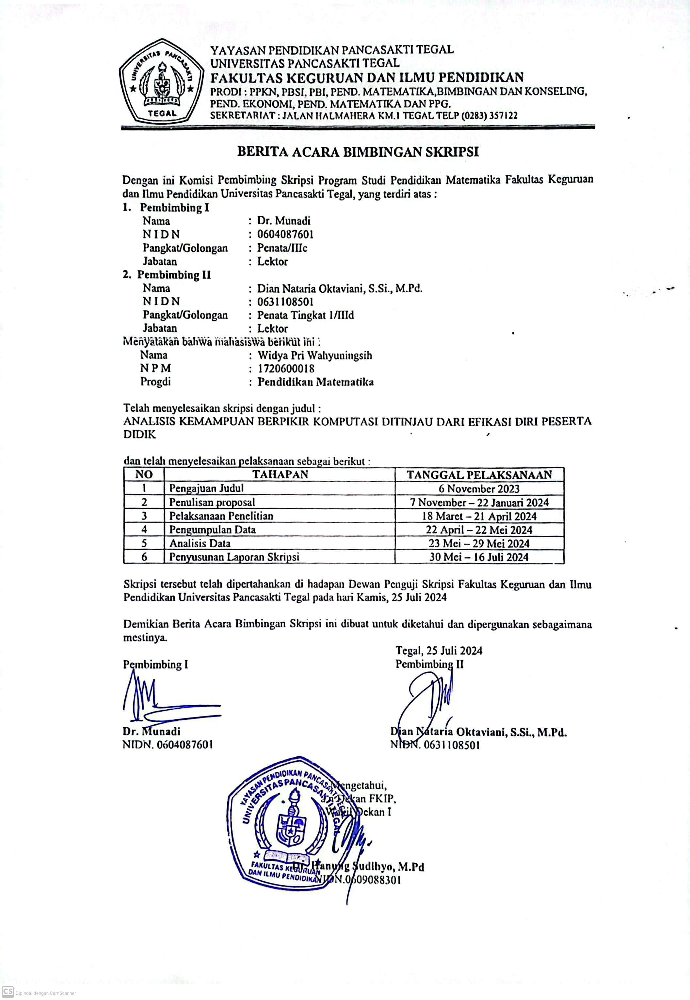 UNIVERSITAS PANCASAKTI
TEGAL
YAYASAN PENDIDIKAN PANCASAKTI TEGAL
UNIVERSITAS PANCASAKTI TEGAL
FAKULTAS KEGURUAN DAN ILMU PENDIDIKAN
PRODI : PPKN, PBSI, PBI, PEND. MATEMATIKA,BIMBINGAN DAN KONSELING,
PEND. EKONOMI, PEND. MATEMATIKA DAN PPG.
SEKRETARIAT : JALAN HALMAHERA KM.1 TEGAL TELP (0283) 357122
BERITA ACARA BIMBINGAN SKRIPSI
Dengan ini Komisi Pembimbing Skripsi Program Studi Pendidikan Matematika Fakultas Keguruan
dan Ilmu Pendidikan Universitas Pancasakti Tegal, yang terdiri atas :
1. Pembimbing I
Nama : Dr. Munadi
N I D N : 0604087601
Pangkat/Golongan : Penata/IIIc
Jabatan : Lektor
2. Pembimbing II
Nama : Dian Nataria Oktaviani, S.Si., M.Pd.
N I D N : 0631108501
Pangkat/Golongan : Penata Tingkat 1/IIId
Jabatan : Lektor
Menyatakan bahwa mahasiswa berikut ini :
Nama : Widya Pri Wahyuningsih
N P M : 1720600018
Progdi : Pendidikan Matematika
Telah menyelesaikan skripsi dengan judul :
ANALISIS KEMAMPUAN BERPIKIR KOMPUTASI DITINJAU DARI EFIKASI DIRI PESERTA
DIDIK
dan telah menyelesaikan pelaksanaan sebagai berikut :
NO TAHAPAN TANGGAL PELAKSANAAN
1 Pengajuan Judul 6 November 2023
2 Penulisan proposal 7 November – 22 Januari 2024
3 Pelaksanaan Penelitian 18 Maret – 21 April 2024
4 Pengumpulan Data 22 April – 22 Mei 2024
5 Analisis Data 23 Mei – 29 Mei 2024
6 Penyusunan Laporan Skripsi 30 Mei – 16 Juli 2024
Skripsi tersebut telah dipertahankan di hadapan Dewan Penguji Skripsi Fakultas Keguruan dan Ilmu
Pendidikan Universitas Pancasakti Tegal pada hari Kamis, 25 Juli 2024
Demikian Berita Acara Bimbingan Skripsi ini dibuat untuk diketahui dan dipergunakan sebagaimana
mestinya.
Tegal, 25 Juli 2024
Pembimbing I Pembimbing II
Dr. Munadi Dian Nataria Oktaviani, S.Si., M.Pd.
NIDN. 0604087601 NIDN. 0631108501
Mengetahui,
Dekan FKIP,
Wakil Dekan I
YAYASAN PENDIDIKAN PANCASAKTI TEGAL
UNIVERSITAS PANCASAKTI TEGAL
FAKULTAS KEGURUAN
DAN ILMU PENDIDIKAN
Dr. Hanung Sudibyo, M.Pd
NIDN.0609088301
CS Dipindai dengan CamScanner